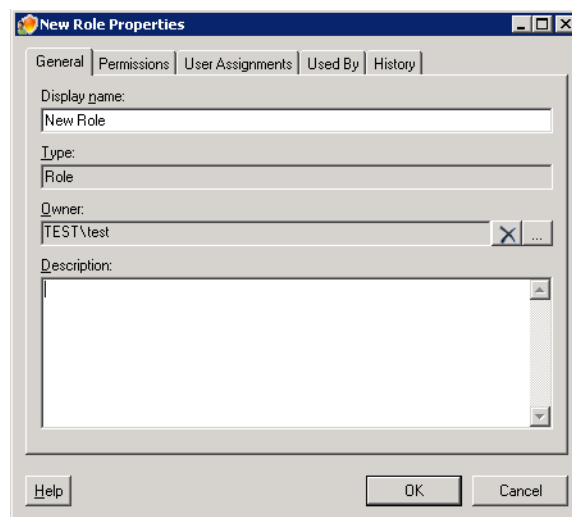 New Role Properties
General Permissions User Assignments Used By History
Display name:
New Role
Type:
Role
Owner:
TEST\test
...
Description:
Help OK Cancel